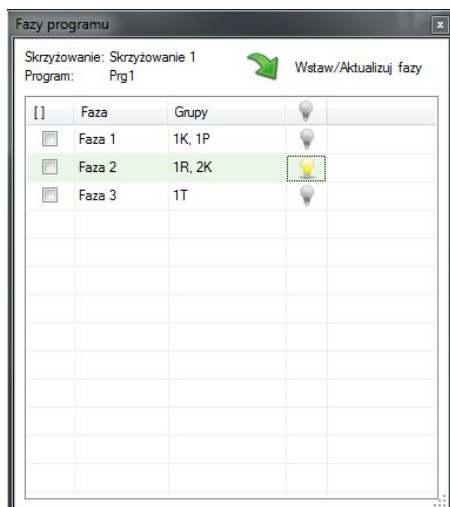 Fazy programu
Skrzyżowanie: Skrzyżowanie 1
Program: Prg1
Wstaw/Aktualizuj fazy
[ ] Faza Grupy
Faza 1 1K, 1P
Faza 2 1R, 2K
Faza 3 1T